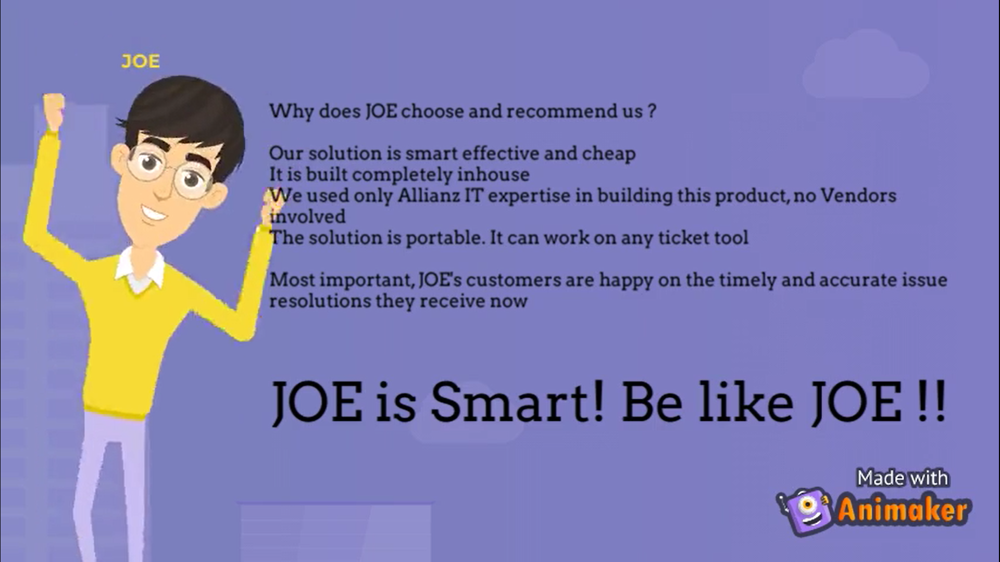 JOE
Why does JOE choose and recommend us ?
Our solution is smart effective and cheap
It is built completely inhouse
We used only Allianz IT expertise in building this product, no Vendors
involved
The solution is portable. It can work on any ticket tool
Most important, JOE's customers are happy on the timely and accurate issue
resolutions they receive now
JOE is Smart! Be like JOE !!
Made with
Animaker